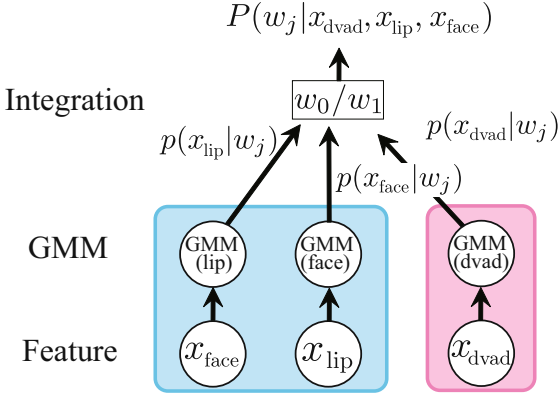 P(w_j|x_dvad, x_lip, x_face)
Integration
w_0/w_1
p(x_lip|w_j)
p(x_dvad|w_j)
p(x_face|w_j)
GMM
GMM (lip)
GMM (face)
GMM (dvad)
Feature
x_face
x_lip
x_dvad